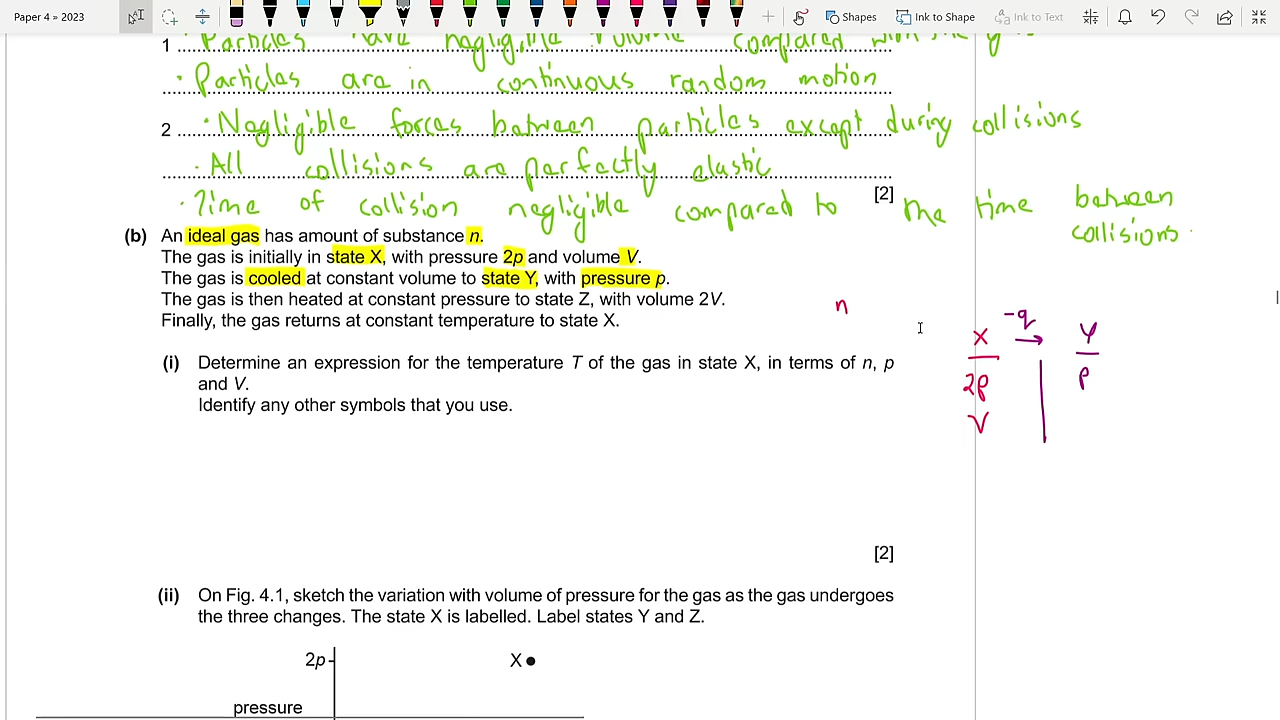 Paper 4 » 2023
Shapes
Ink to Shape
Ink to Text
1 · Particles have negligible volume compared with the
· Particles are in continuous random motion
2 · Negligible forces between particles except during collisions
· All collisions are perfectly elastic
[2]
· Time of collision negligible compared to the time between collisions.
(b) An ideal gas has amount of substance n.
The gas is initially in state X, with pressure 2p and volume V.
The gas is cooled at constant volume to state Y, with pressure p.
The gas is then heated at constant pressure to state Z, with volume 2V.
Finally, the gas returns at constant temperature to state X.
n
X -q → Y
2p p
V
(i) Determine an expression for the temperature T of the gas in state X, in terms of n, p
and V.
Identify any other symbols that you use.
[2]
(ii) On Fig. 4.1, sketch the variation with volume of pressure for the gas as the gas undergoes
the three changes. The state X is labelled. Label states Y and Z.
2p
X
pressure